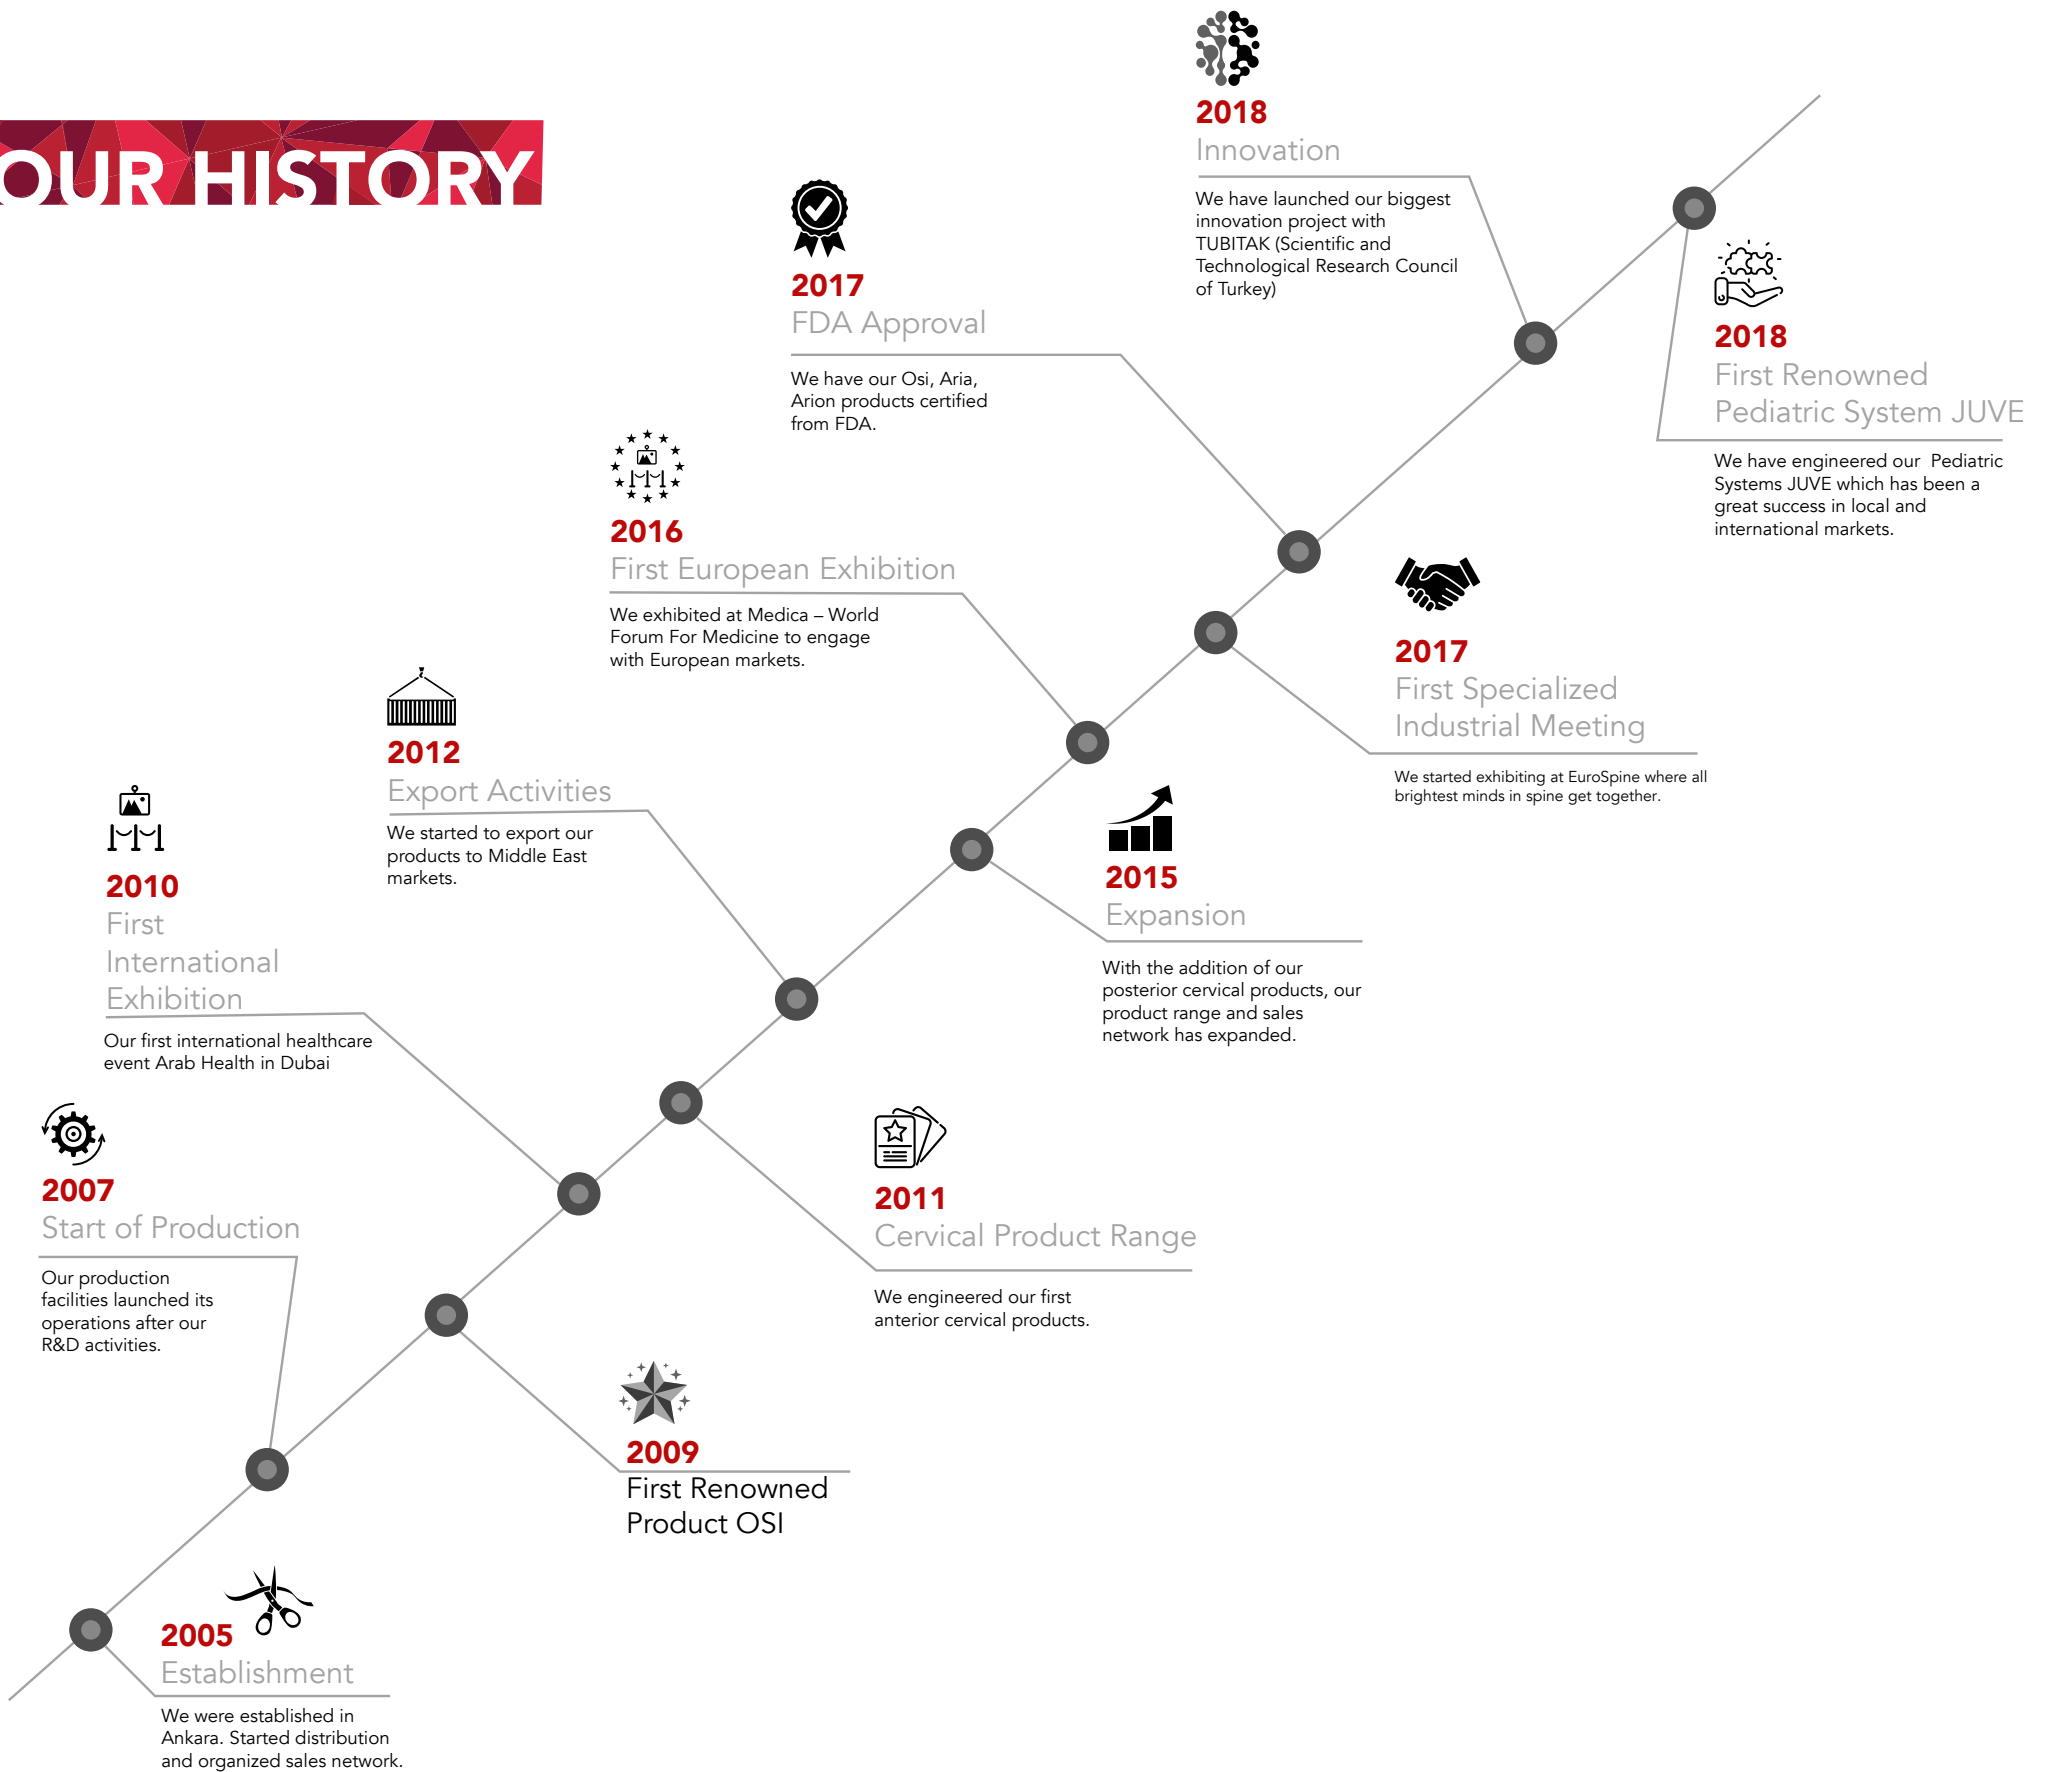 OUR HISTORY
2018
Innovation
We have launched our biggest
innovation project with
TUBITAK (Scientific and
Technological Research Council
of Turkey)
2017
FDA Approval
We have our Osi, Aria,
Arion products certified
from FDA.
2018
First Renowned
Pediatric System JUVE
We have engineered our  Pediatric
Systems JUVE which has been a
great success in local and
international markets.
2016
First European Exhibition
We exhibited at Medica – World
Forum For Medicine to engage
with European markets.
2017
First Specialized
Industrial Meeting
We started exhibiting at EuroSpine where all
brightest minds in spine get together.
2012
Export Activities
We started to export our
products to Middle East
markets.
2015
Expansion
With the addition of our
posterior cervical products, our
product range and sales
network has expanded.
2010
First
International
Exhibition
Our first international healthcare
event Arab Health in Dubai
2011
Cervical Product Range
We engineered our first
anterior cervical products.
2007
Start of Production
Our production
facilities launched its
operations after our
R&D activities.
2009
First Renowned
Product OSI
2005
Establishment
We were established in
Ankara. Started distribution
and organized sales network.